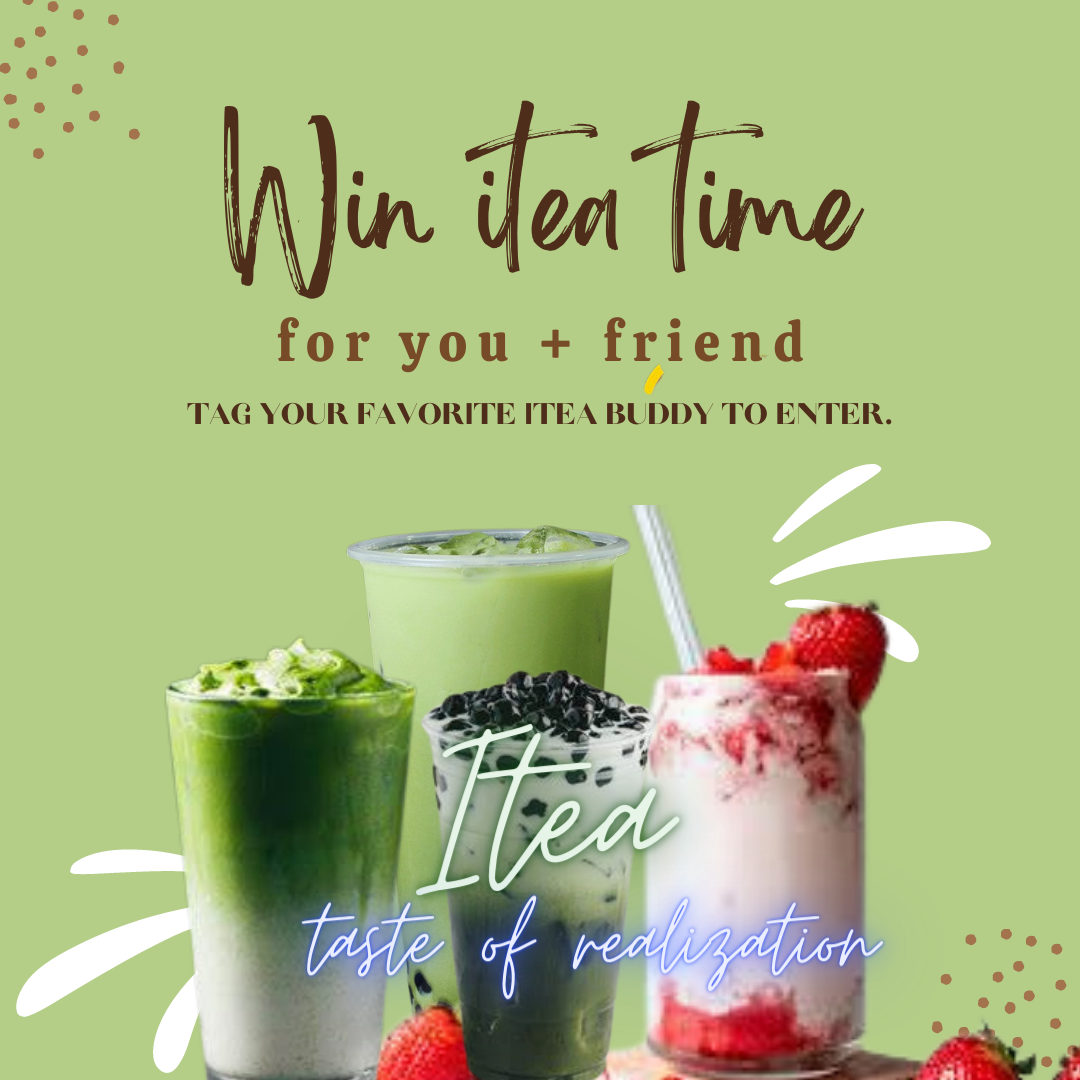 Win itea time
for you + friend
TAG YOUR FAVORITE ITEA BUDDY TO ENTER.
Itea
taste of realization